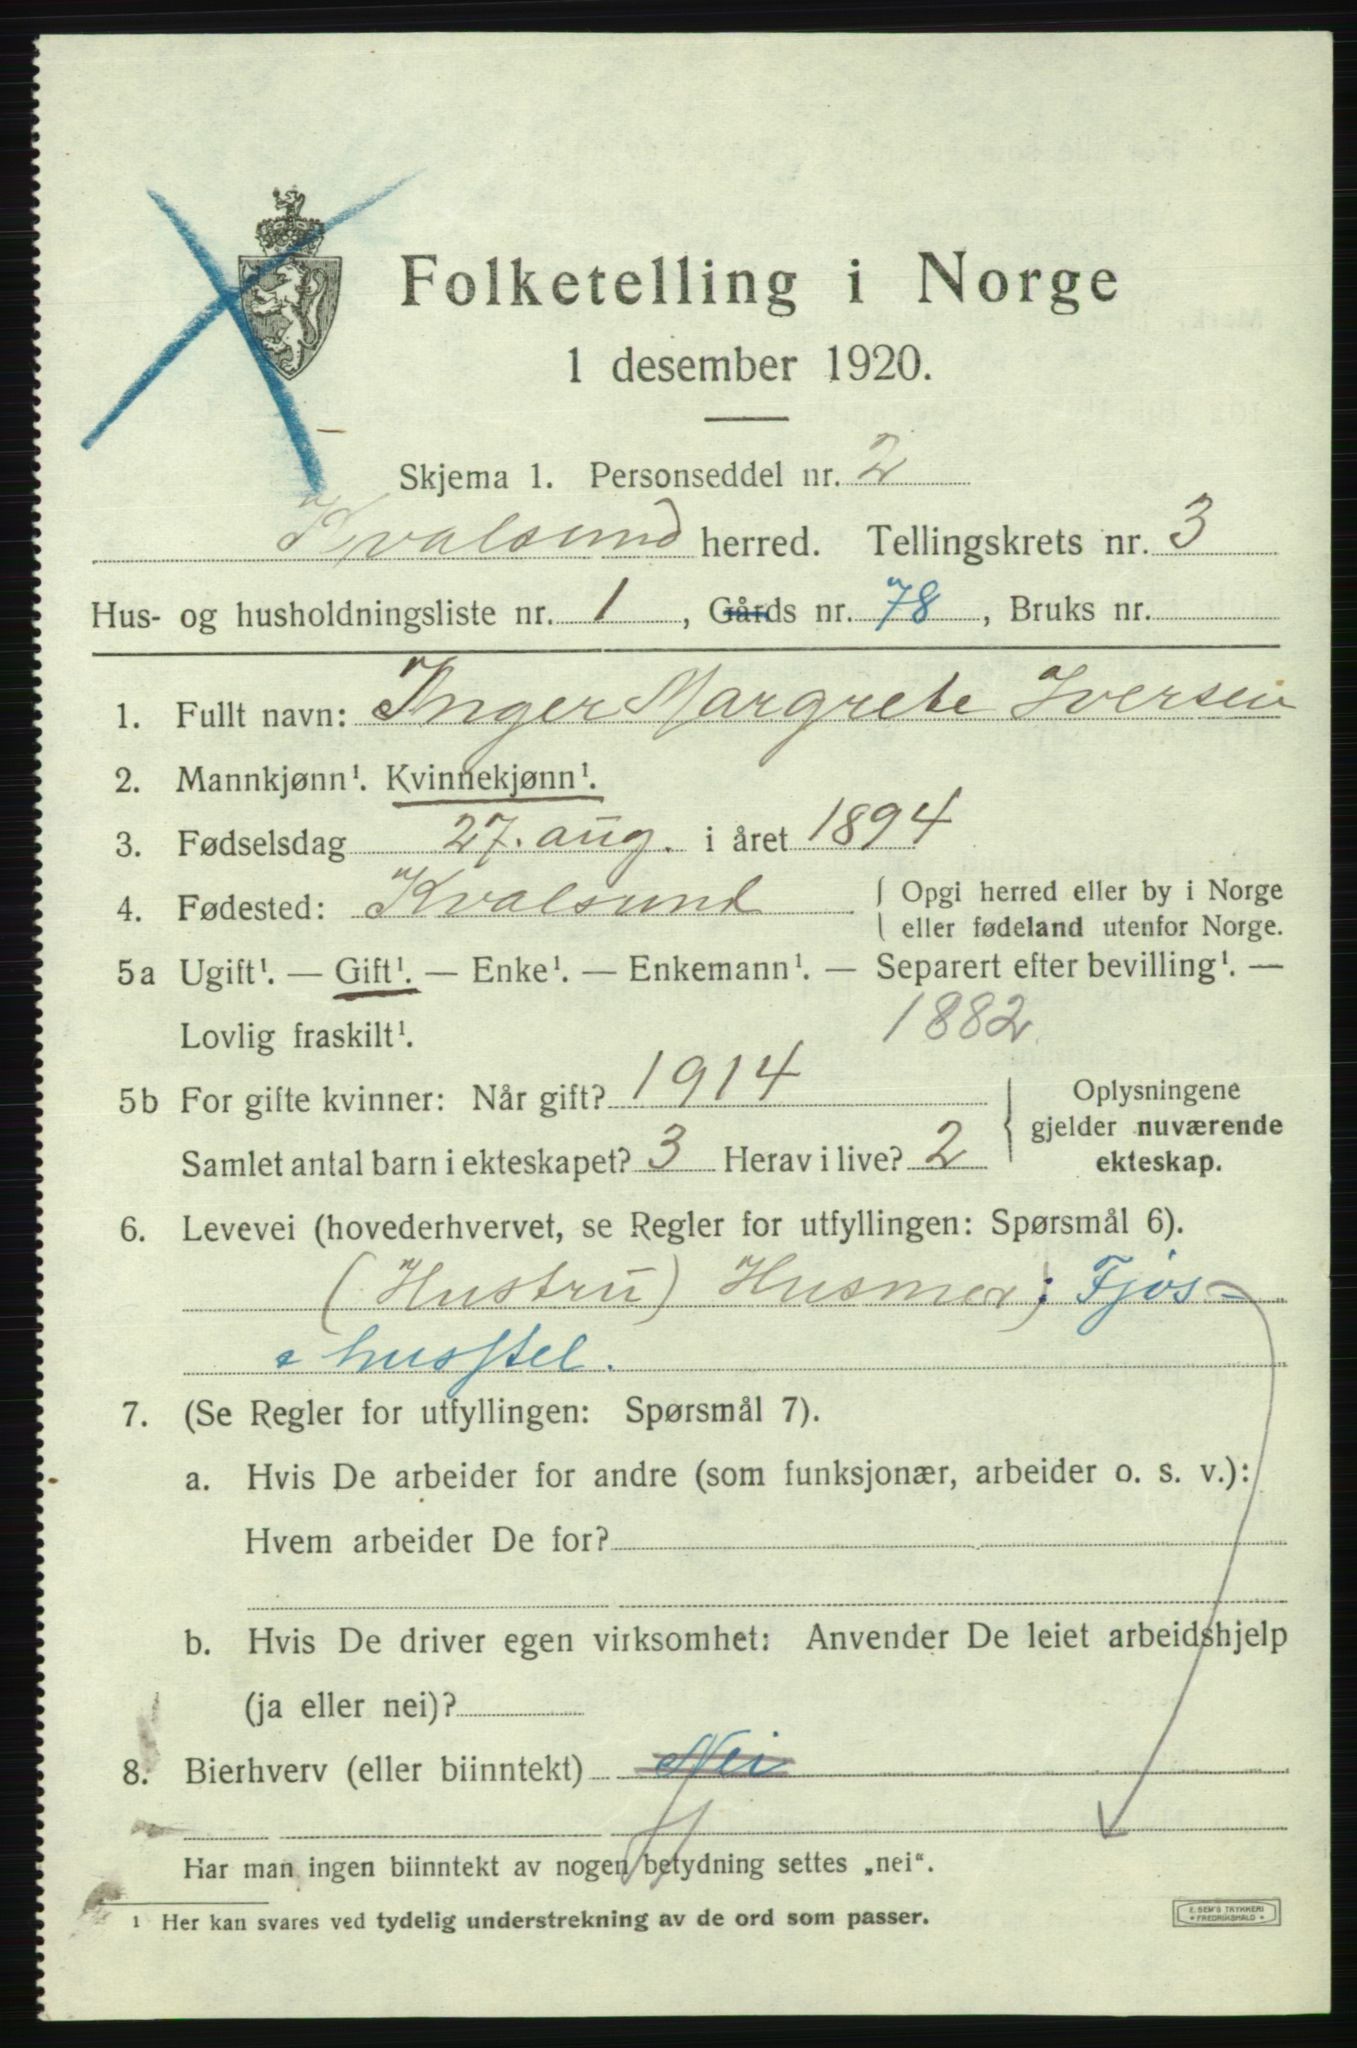 Folketelling i Norge
1 desember 1920.
Skjema 1. Personseddel nr. 2
Kvalsund herred. Tellingskrets nr. 3
Hus- og husholdningsliste nr. 1, Gårds nr. 78, Bruks nr.
1. Fullt navn: Inger Margrete Iversen
2. Mannkjønn¹. Kvinnekjønn¹.
3. Fødselsdag 27. aug. i året 1894
4. Fødested: Kvalsund { Opgi herred eller by i Norge
eller fødeland utenfor Norge.
5a Ugift¹. — Gift¹. — Enke¹. — Enkemann¹. — Separert efter bevilling¹. —
Lovlig fraskilt¹. 1882
5b For gifte kvinner: Når gift? 1914
Samlet antal barn i ekteskapet? 3 Herav i live? 2
Oplysningene
gjelder nuværende
ekteskap.
6. Levevei (hovederhvervet, se Regler for utfyllingen: Spørsmål 6).
(Hustru) Husmor; Fjøs-
& husstel.
7. (Se Regler for utfyllingen: Spørsmål 7).
a. Hvis De arbeider for andre (som funksjonær, arbeider o. s. v.):
Hvem arbeider De for?
b. Hvis De driver egen virksomhet: Anvender De leiet arbeidshjelp
(ja eller nei)?
8. Bierhverv (eller biinntekt) Nei
Har man ingen biinntekt av nogen betydning settes „nei“.
¹ Her kan svares ved tydelig understrekning av de ord som passer.
E. SEM'S TRYKKERI
* FREDRIKSHALD *